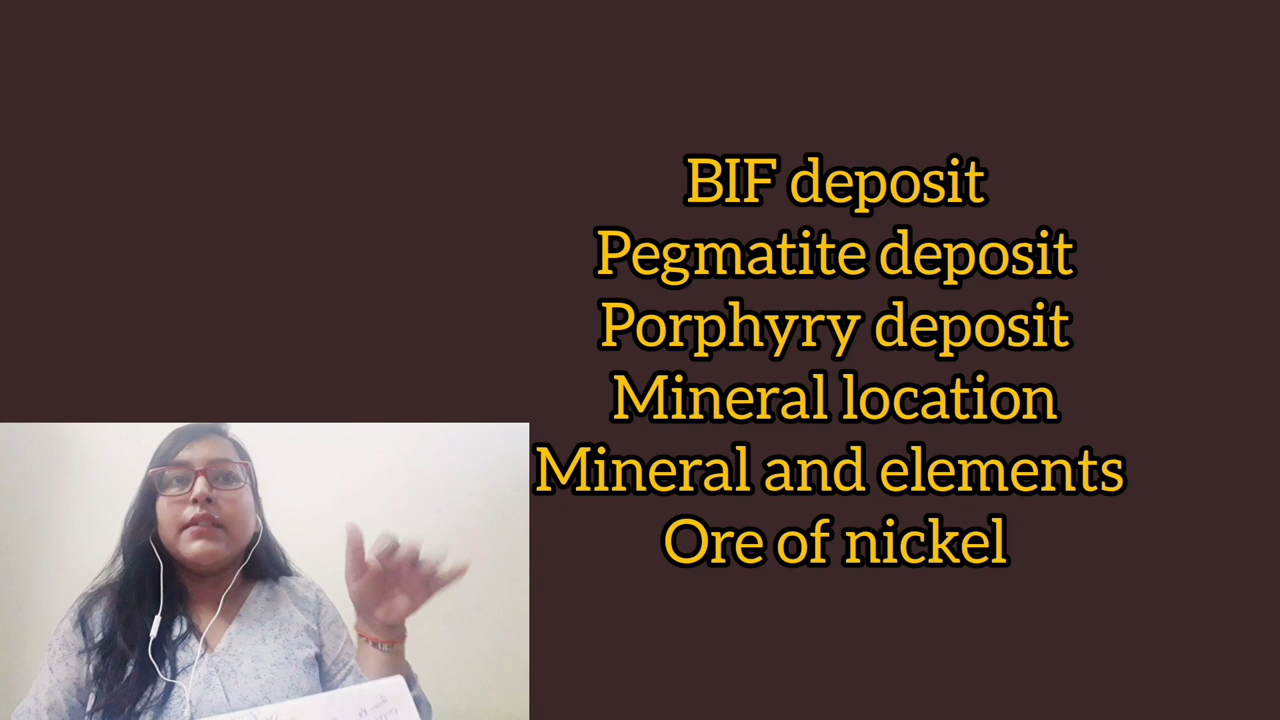 BIF deposit
Pegmatite deposit
Porphyry deposit
Mineral location
Mineral and elements
Ore of nickel